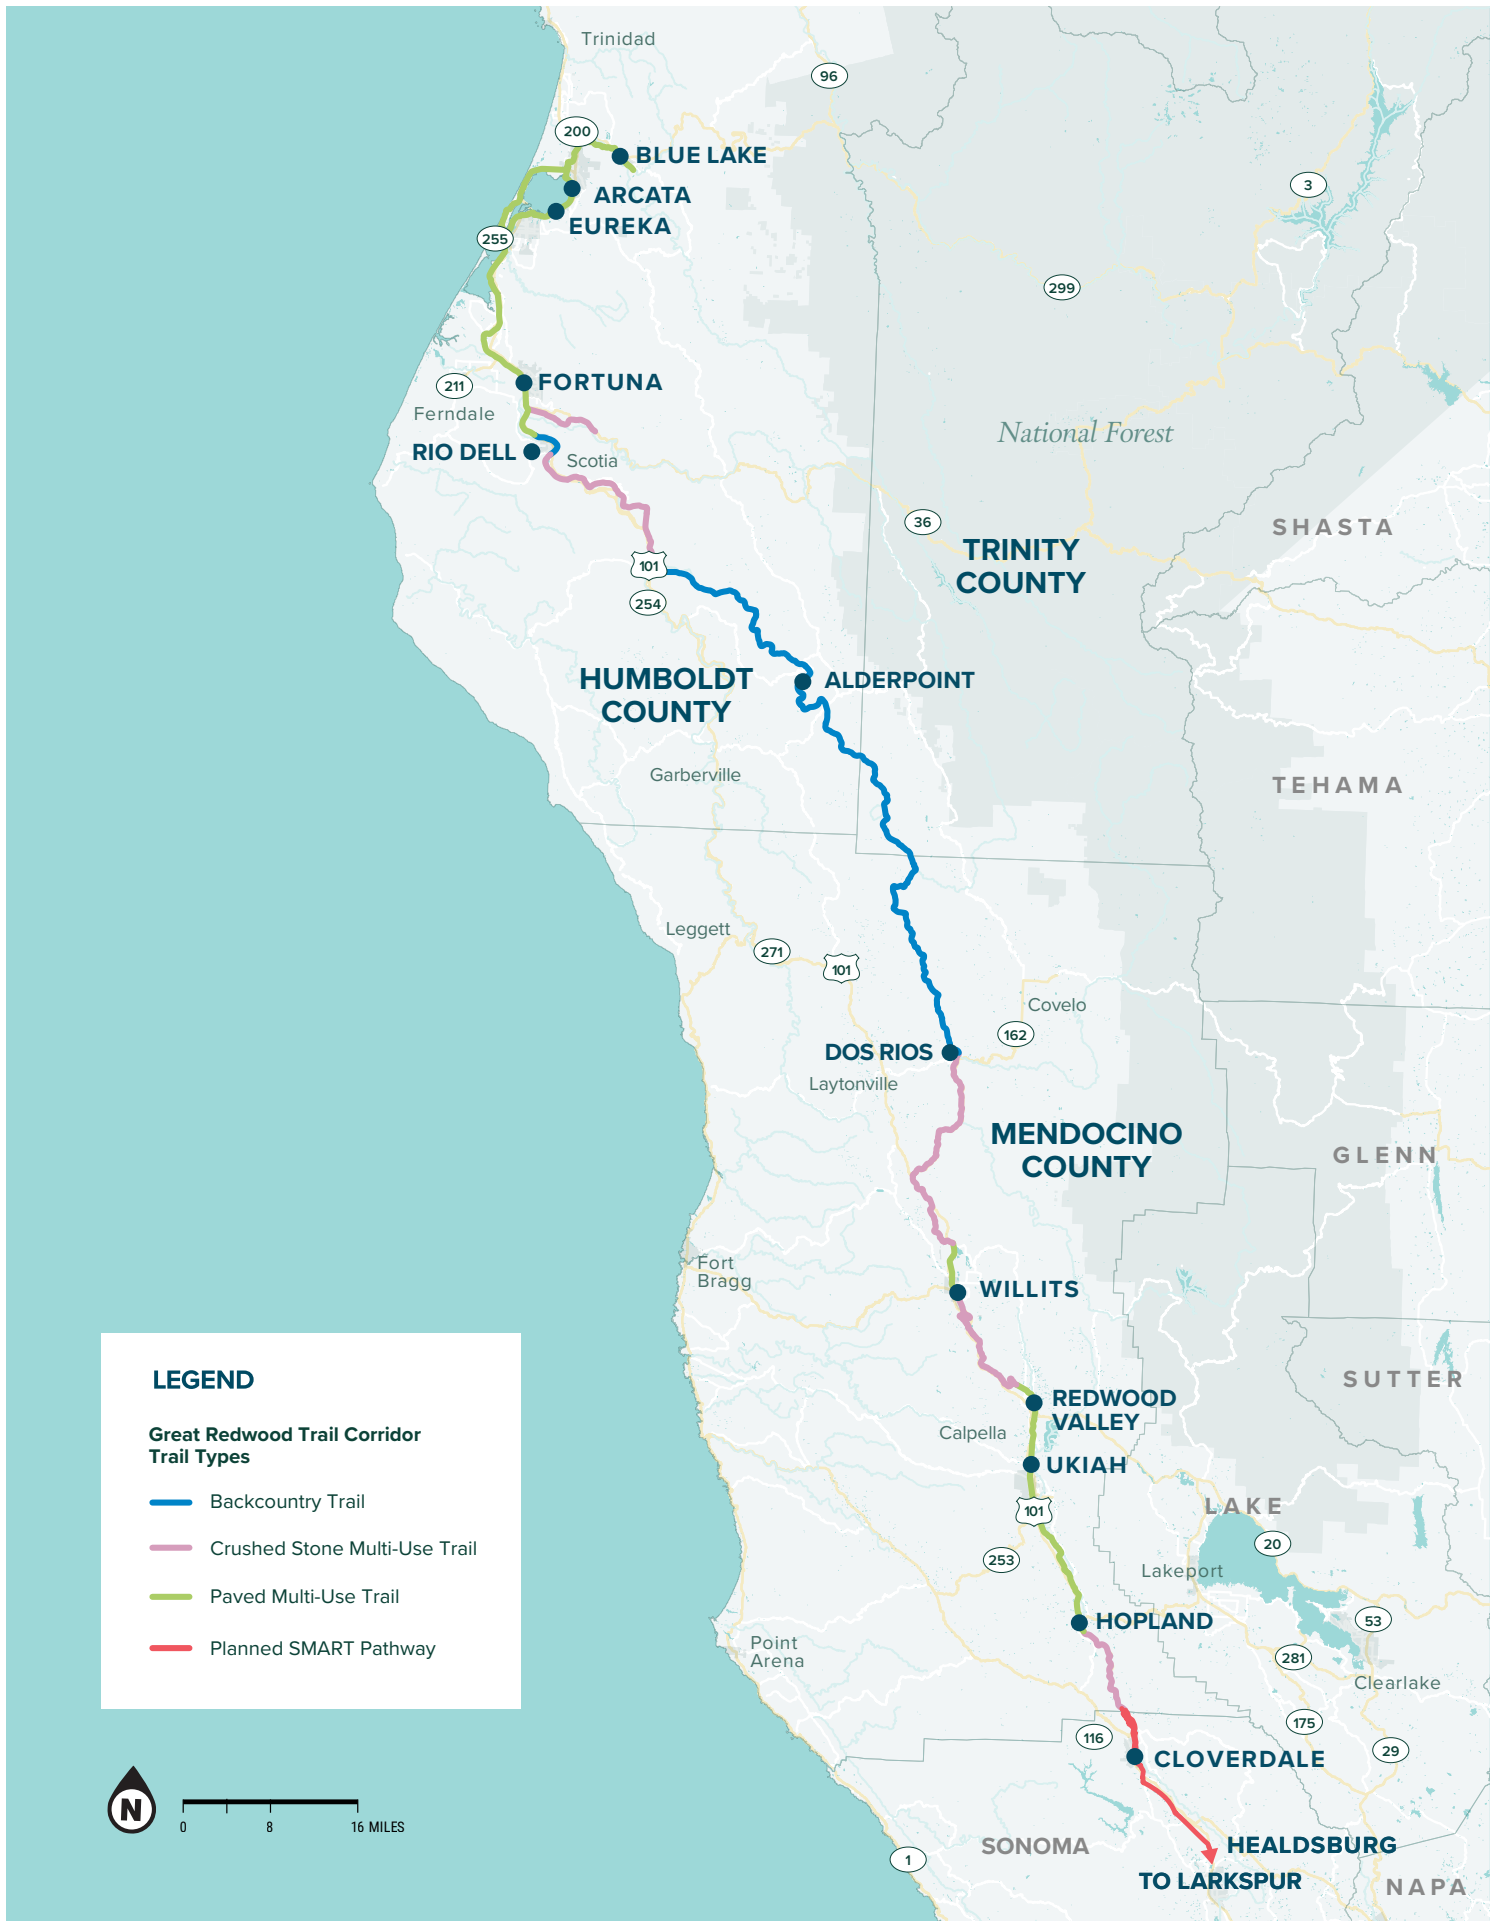 Trinidad
96
200
BLUE LAKE
3
ARCATA
EUREKA
255
299
FORTUNA
211
Ferndale
National Forest
RIO DELL
Scotia
36
SHASTA
TRINITY
COUNTY
101
254
HUMBOLDT
COUNTY
ALDERPOINT
Garberville
TEHAMA
Leggett
271
101
Covelo
162
DOS RIOS
Laytonville
MENDOCINO
COUNTY
GLENN
Fort
Bragg
WILLITS
SUTTER
REDWOOD
VALLEY
Calpella
UKIAH
101
LAKE
20
253
Lakeport
HOPLAND
53
Point
Arena
281
Clearlake
175
116
29
CLOVERDALE
SONOMA
HEALDSBURG
1
TO LARKSPUR
NAPA
LEGEND
Great Redwood Trail Corridor
Trail Types
Backcountry Trail
Crushed Stone Multi-Use Trail
Paved Multi-Use Trail
Planned SMART Pathway
N
0 8 16 MILES